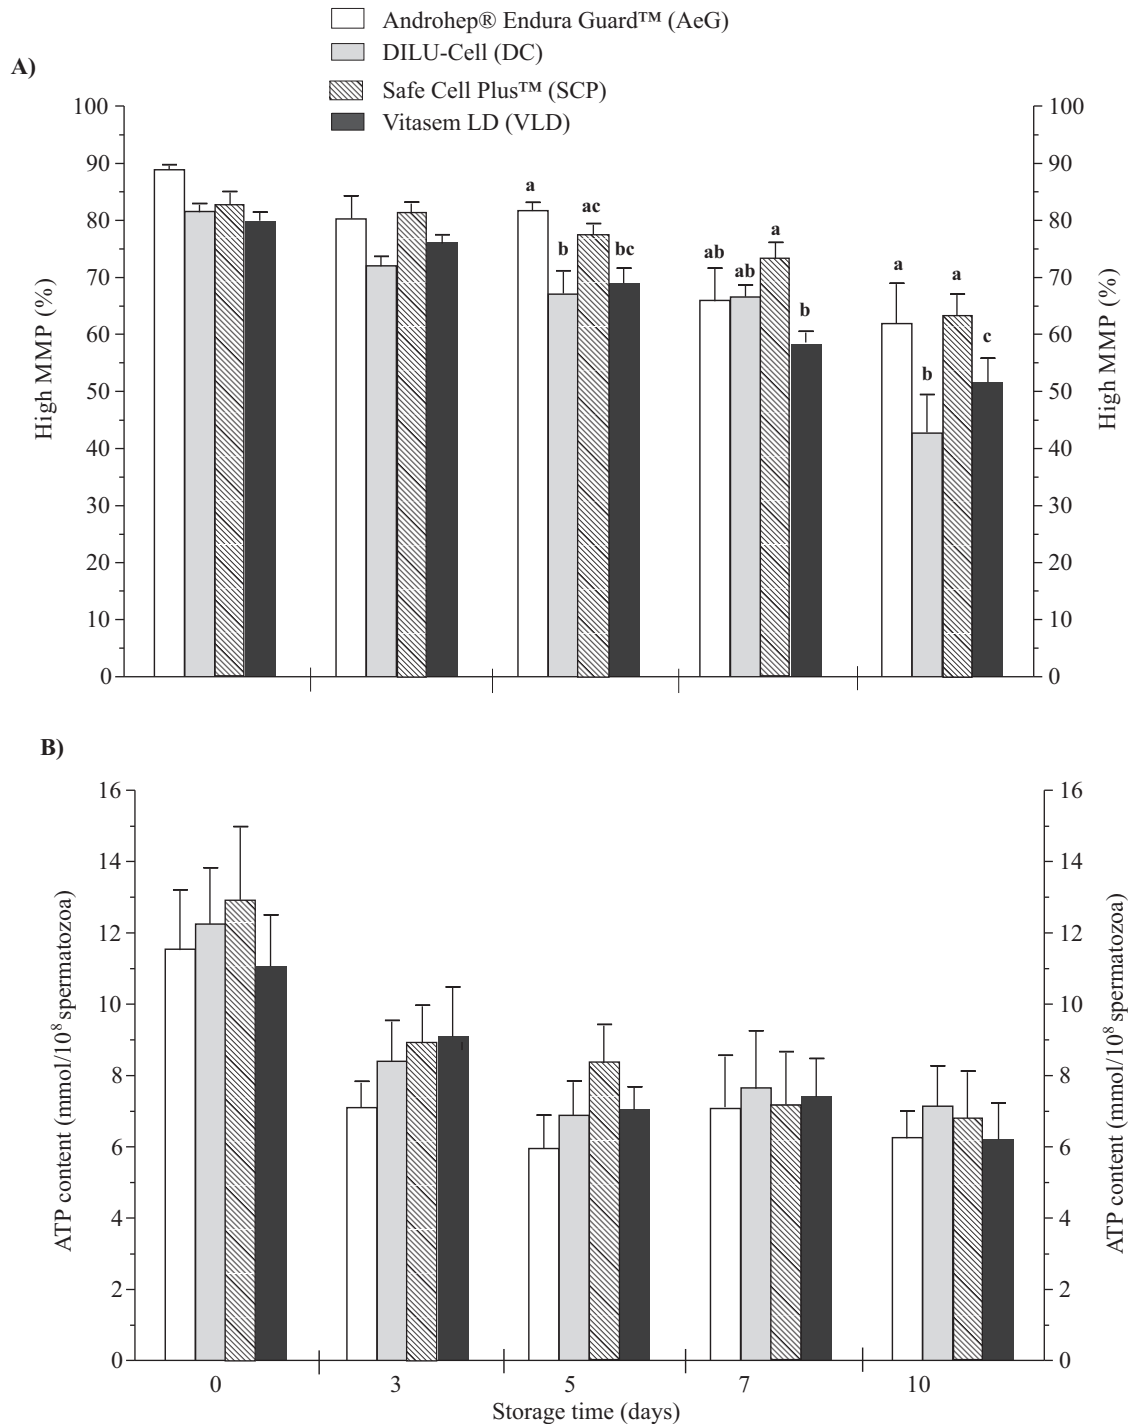 Androhep® Endura Guard™ (AeG)
DILU-Cell (DC)
A)
Safe Cell Plus™ (SCP)
Vitasem LD (VLD)
100
90
80
70
60
50
40
30
20
10
0
High MMP (%)
a
b
ac
bc
ab
ab
a
b
a
b
a
c
100
90
80
70
60
50
40
30
20
10
0
High MMP (%)
B)
16
14
12
10
8
6
4
2
0
ATP content (mmol/10⁸ spermatozoa)
16
14
12
10
8
6
4
2
0
ATP content (mmol/10⁸ spermatozoa)
0 3 5 7 10
Storage time (days)